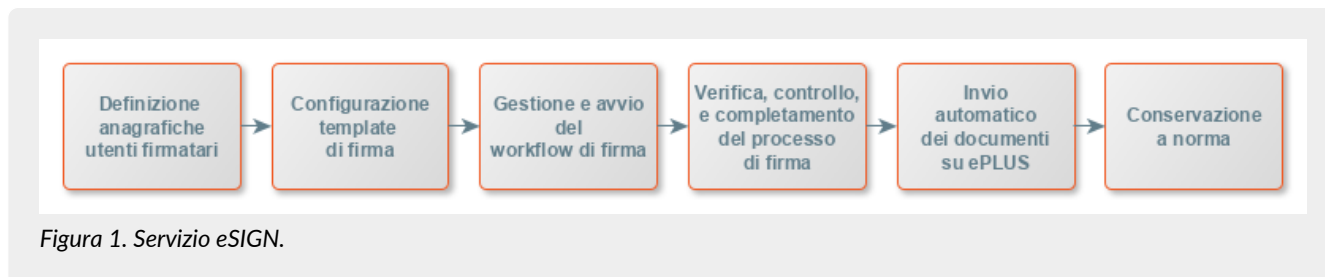 Definizione
anagrafiche
utenti firmatari
Configurazione
template
di firma
Gestione e avvio
del
workflow di firma
Verifica, controllo,
e completamento
del processo
di firma
Invio
automatico
dei documenti
su ePLUS
Conservazione
a norma
Figura 1. Servizio eSIGN.